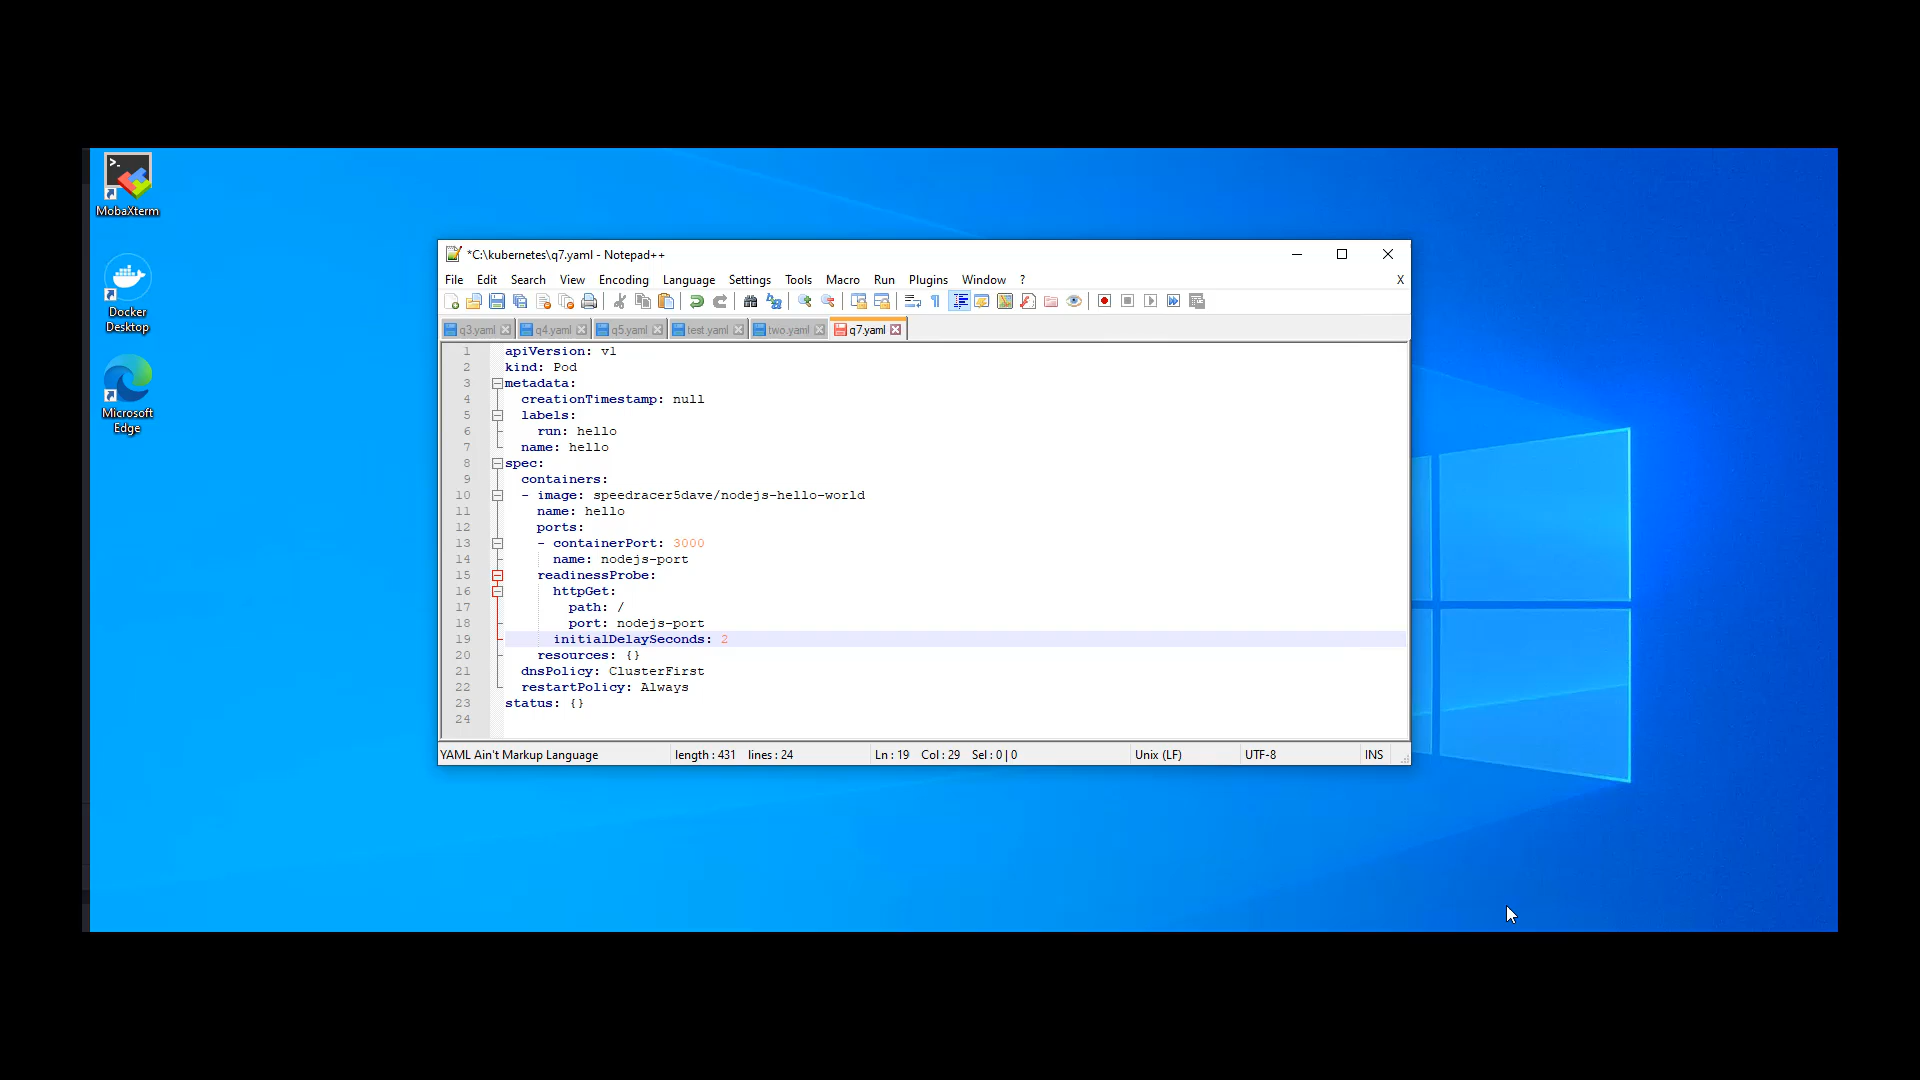 MobaXterm
Docker
Desktop
Microsoft
Edge
*C:\kubernetes\q7.yaml - Notepad++
File Edit Search View Encoding Language Settings Tools Macro Run Plugins Window ? X
q3.yaml q4.yaml q5.yaml test.yaml two.yaml q7.yaml
1 apiVersion: v1
2 kind: Pod
3 metadata:
4   creationTimestamp: null
5   labels:
6     run: hello
7   name: hello
8 spec:
9   containers:
10   - image: speedracer5dave/nodejs-hello-world
11     name: hello
12     ports:
13     - containerPort: 3000
14       name: nodejs-port
15     readinessProbe:
16       httpGet:
17         path: /
18         port: nodejs-port
19       initialDelaySeconds: 2
20     resources: {}
21   dnsPolicy: ClusterFirst
22   restartPolicy: Always
23 status: {}
24
YAML Ain't Markup Language length : 431 lines : 24 Ln : 19 Col : 29 Sel : 0 | 0 Unix (LF) UTF-8 INS